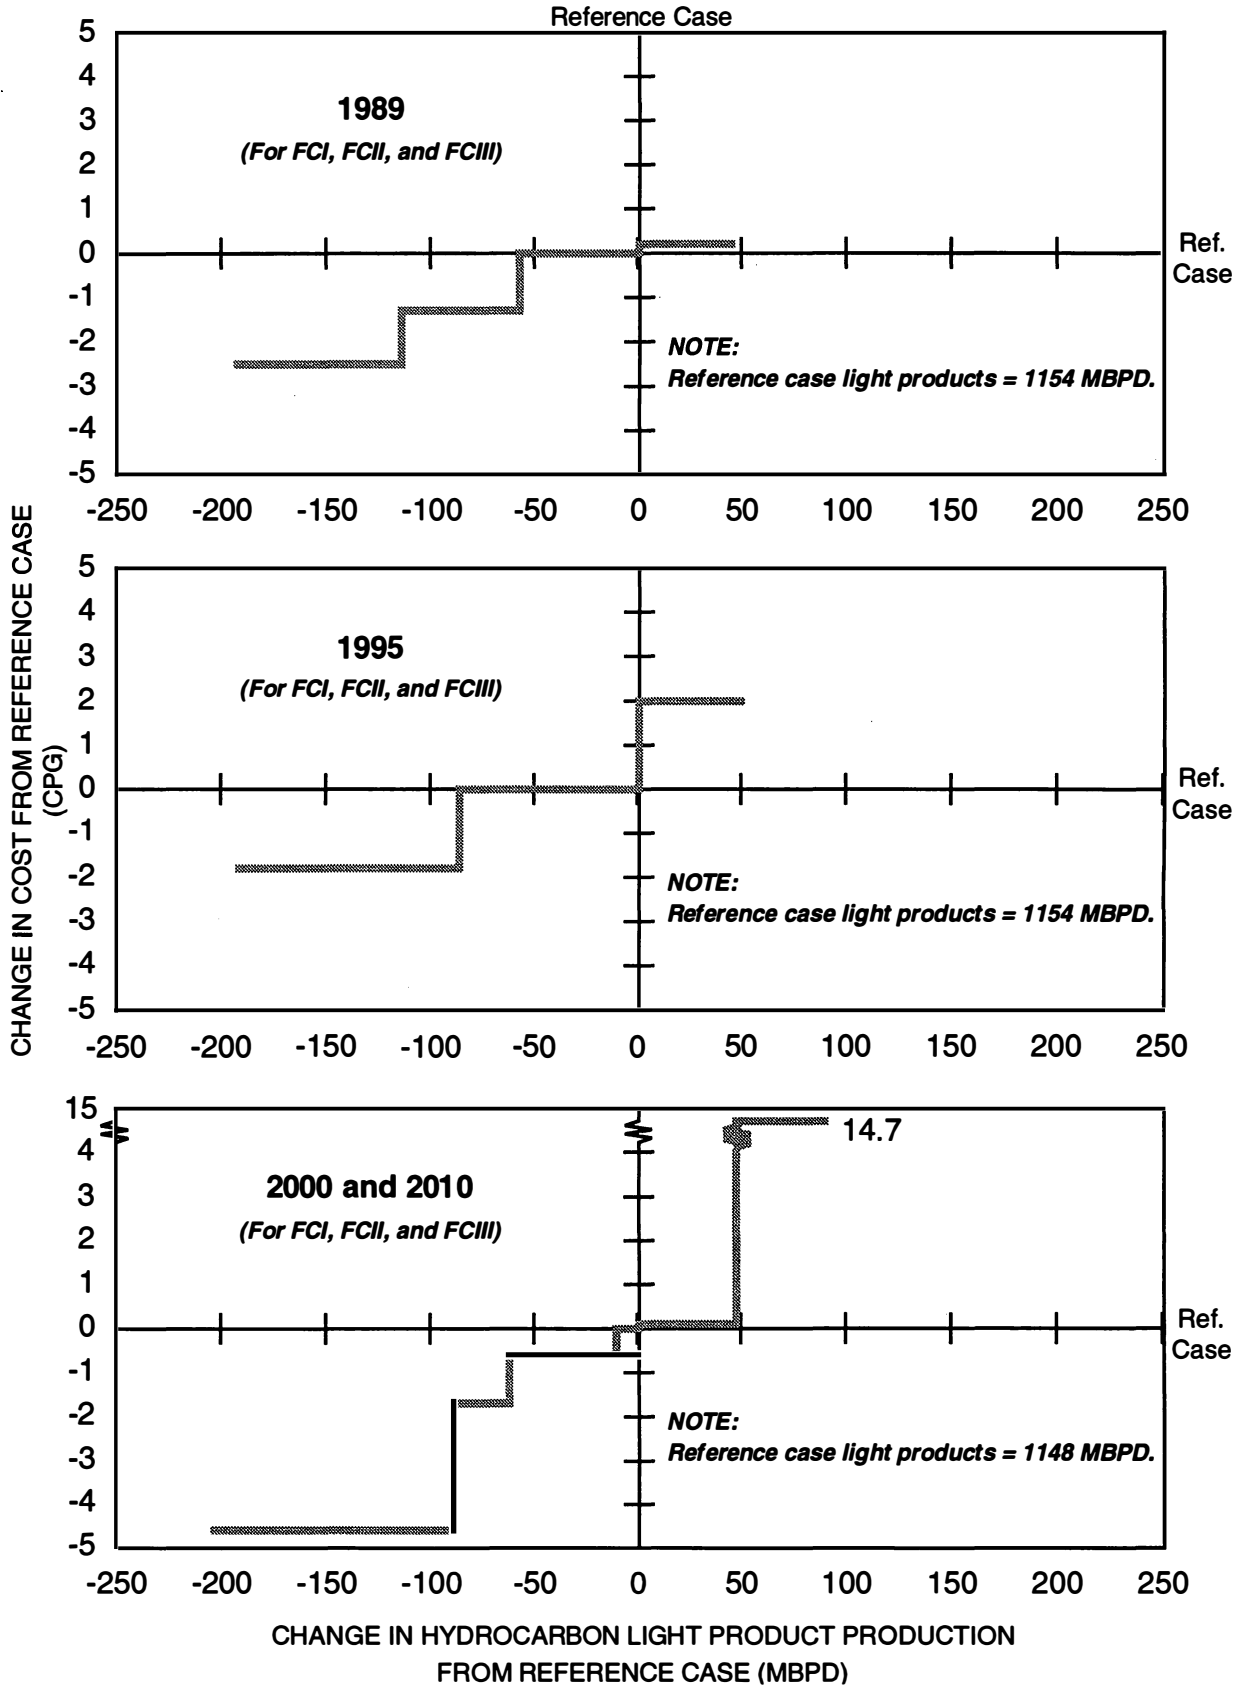 Reference Case
5
4
3
2
1
0
-1
-2
-3
-4
-5
1989
(For FCI, FCII, and FCIII)
Ref.
Case
NOTE:
Reference case light products = 1154 MBPD.
-250 -200 -150 -100 -50 0 50 100 150 200 250
CHANGE IN COST FROM REFERENCE CASE
(CPG)
5
4
3
2
1
0
-1
-2
-3
-4
-5
1995
(For FCI, FCII, and FCIII)
Ref.
Case
NOTE:
Reference case light products = 1154 MBPD.
-250 -200 -150 -100 -50 0 50 100 150 200 250
15
4
3
2
1
0
-1
-2
-3
-4
-5
14.7
2000 and 2010
(For FCI, FCII, and FCIII)
Ref.
Case
NOTE:
Reference case light products = 1148 MBPD.
-250 -200 -150 -100 -50 0 50 100 150 200 250
CHANGE IN HYDROCARBON LIGHT PRODUCT PRODUCTION
FROM REFERENCE CASE (MBPD)